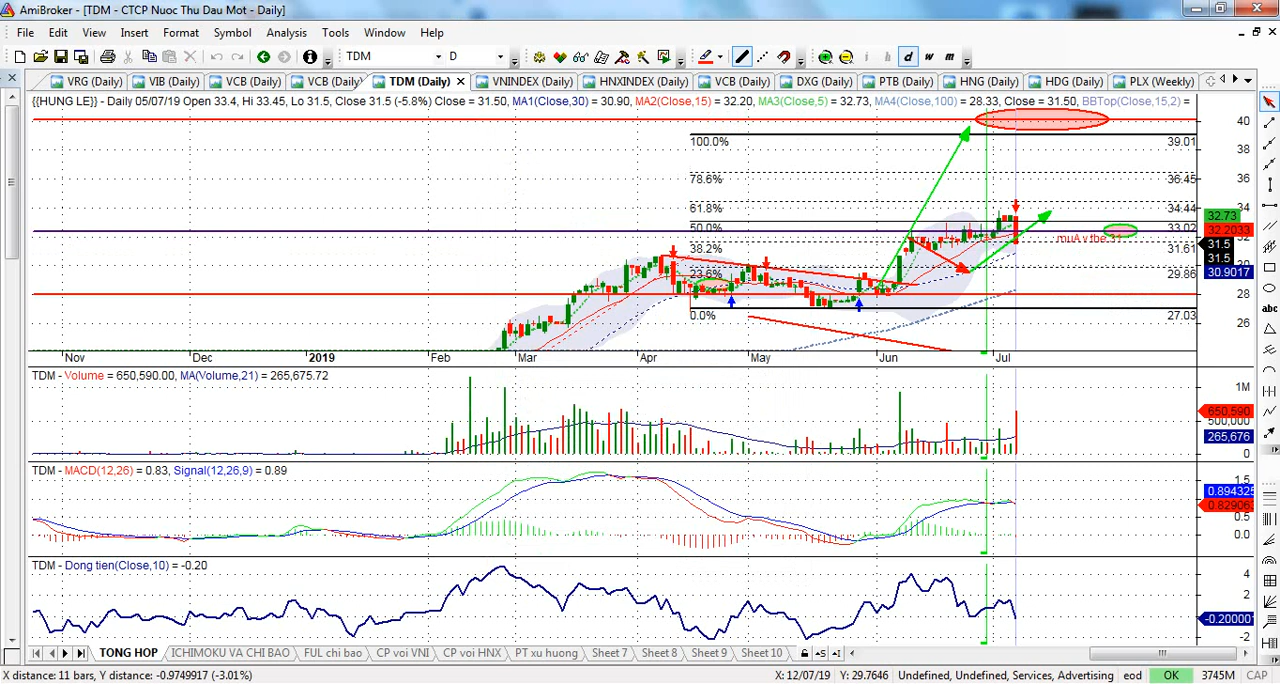 AmiBroker - [TDM - CTCP Nuoc Thu Dau Mot - Daily]
File Edit View Insert Format Symbol Analysis Tools Window Help
TDM D i h d w m
VRG (Daily) VIB (Daily) VCB (Daily) VCB (Daily) TDM (Daily) VNINDEX (Daily) HNXINDEX (Daily) VCB (Daily) DXG (Daily) PTB (Daily) HNG (Daily) HDG (Daily) PLX (Weekly)
{{HUNG LE}} - Daily 05/07/19 Open 33.4, Hi 33.45, Lo 31.5, Close 31.5 (-5.8%) Close = 31.50, MA1(Close,30) = 30.90, MA2(Close,15) = 32.20, MA3(Close,5) = 32.73, MA4(Close,100) = 28.33, Close = 31.50, BBTop(Close,15,2) =
40
100.0% 39.01
38
78.6% 36.45
36
61.8% 34.44
34
32.73
50.0% 33.02
32.2033
32
muA v the 31
38.2% 31.61
31.5
31.5
30
23.6% 29.86
30.9017
28
0.0% 27.03
26
Nov Dec 2019 Feb Mar Apr May Jun Jul
TDM - Volume = 650,590.00, MA(Volume,21) = 265,675.72
1M
650,590
500,000
265,676
0.0
TDM - MACD(12,26) = 0.83, Signal(12,26,9) = 0.89
1.5
0.894325
0.82906
0.5
0.0
TDM - Dong tien(Close,10) = -0.20
4
2
-0.20000
-2
TONG HOP ICHIMOKU VA CHI BAO FUL chi bao CP voi VNI CP voi HNX PT xu huong Sheet 7 Sheet 8 Sheet 9 Sheet 10
X distance: 11 bars, Y distance: -0.9749917 (-3.01%) X: 12/07/19 Y: 29.7646 Undefined, Undefined, Services, Advertising eod OK 3745M CAP
abc